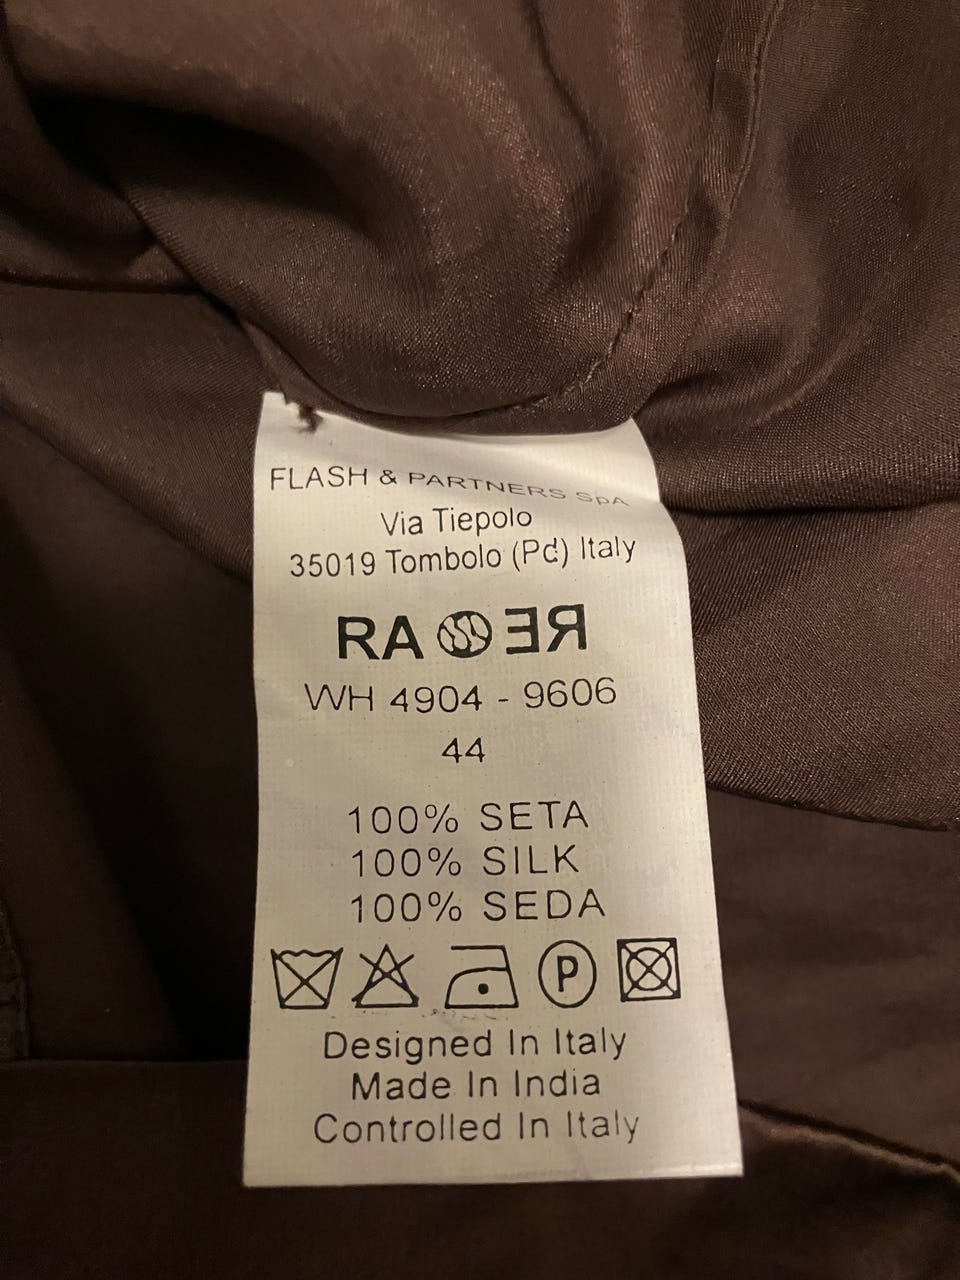 FLASH & PARTNERS SpA
Via Tiepolo
35019 Tombolo (Pd) Italy
RA ƎЯ
WH 4904 - 9606
44
100% SETA
100% SILK
100% SEDA
P
Designed In Italy
Made In India
Controlled In Italy